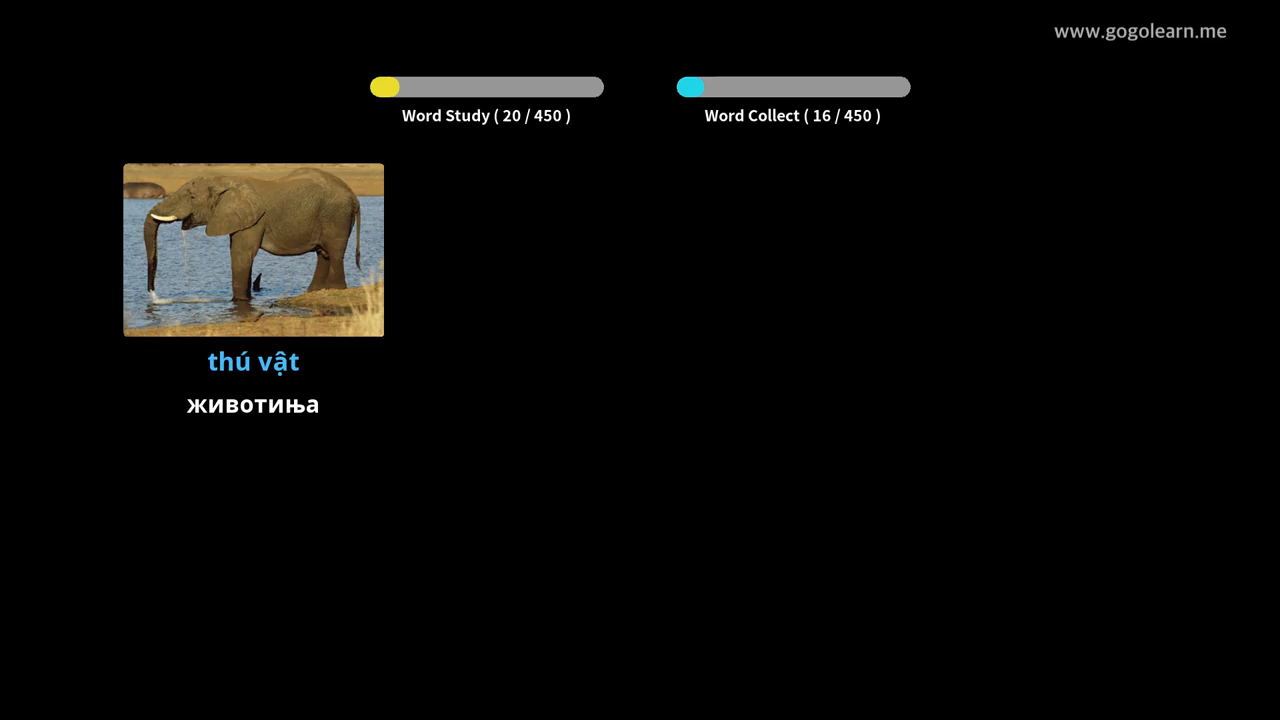 www.gogolearn.me
Word Study ( 20 / 450 )
Word Collect ( 16 / 450 )
thú vật
животиња